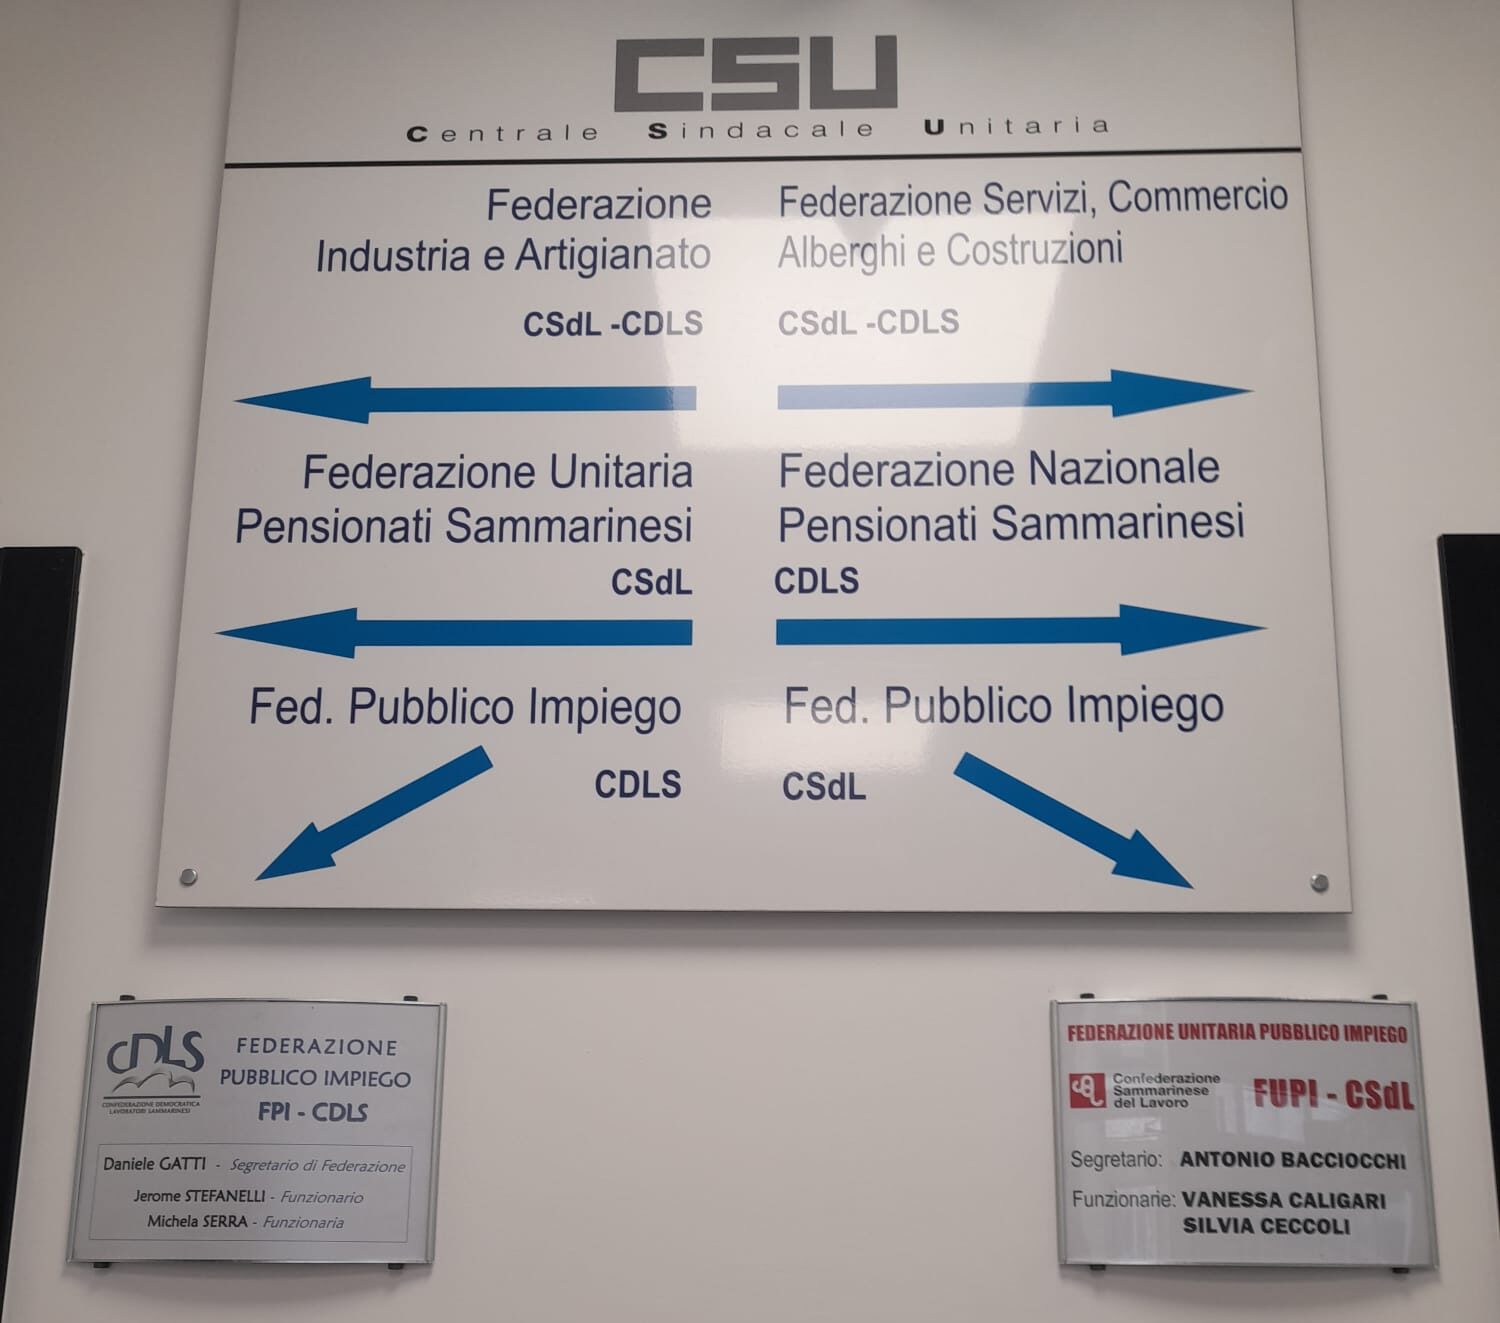 CSU
Centrale Sindacale Unitaria
Federazione
Industria e Artigianato
CSdL -CDLS
Federazione Servizi, Commercio
Alberghi e Costruzioni
CSdL -CDLS
Federazione Unitaria
Pensionati Sammarinesi
CSdL
Federazione Nazionale
Pensionati Sammarinesi
CDLS
Fed. Pubblico Impiego
CDLS
Fed. Pubblico Impiego
CSdL
CDLS
CONFEDERAZIONE DEMOCRATICA
LAVORATORI SAMMARINESI
FEDERAZIONE
PUBBLICO IMPIEGO
FPI - CDLS
Daniele GATTI - Segretario di Federazione
Jerome STEFANELLI - Funzionario
Michela SERRA - Funzionaria
FEDERAZIONE UNITARIA PUBBLICO IMPIEGO
Confederazione
Sammarinese
del Lavoro
FUPI - CSdL
Segretario: ANTONIO BACCIOCCHI
Funzionarie: VANESSA CALIGARI
SILVIA CECCOLI